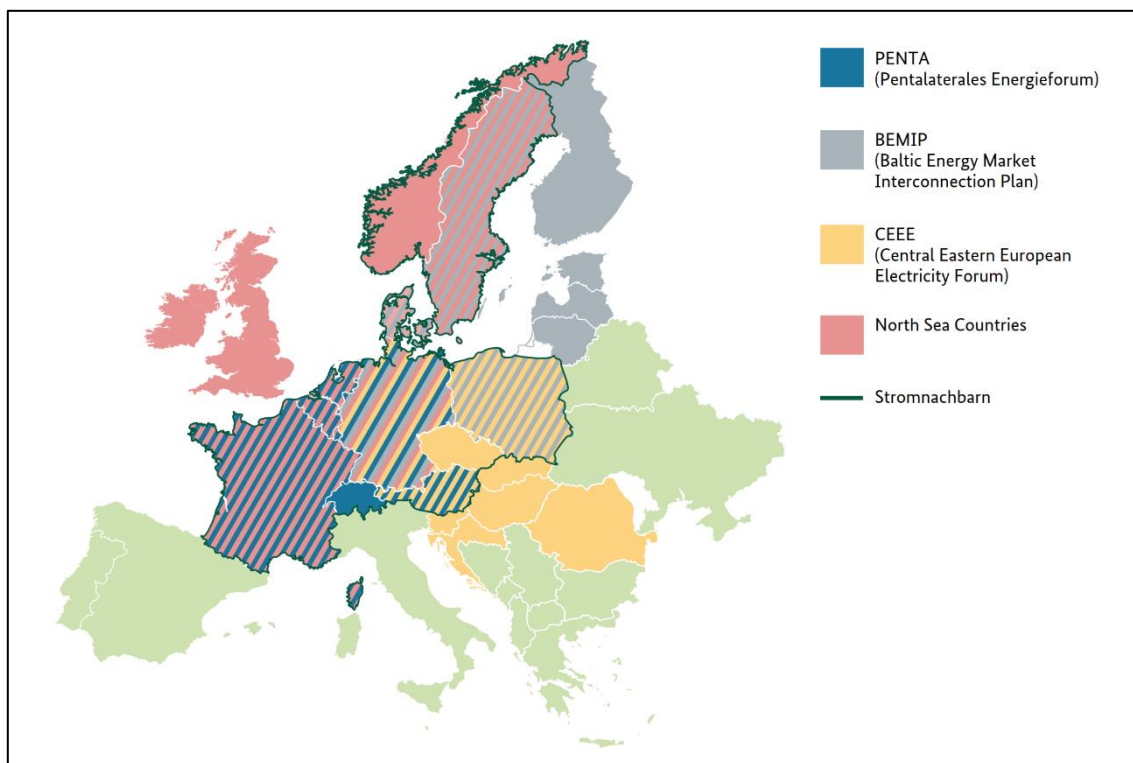 PENTA
(Pentalaterales Energieforum)
BEMIP
(Baltic Energy Market
Interconnection Plan)
CEEE
(Central Eastern European
Electricity Forum)
North Sea Countries
Stromnachbarn